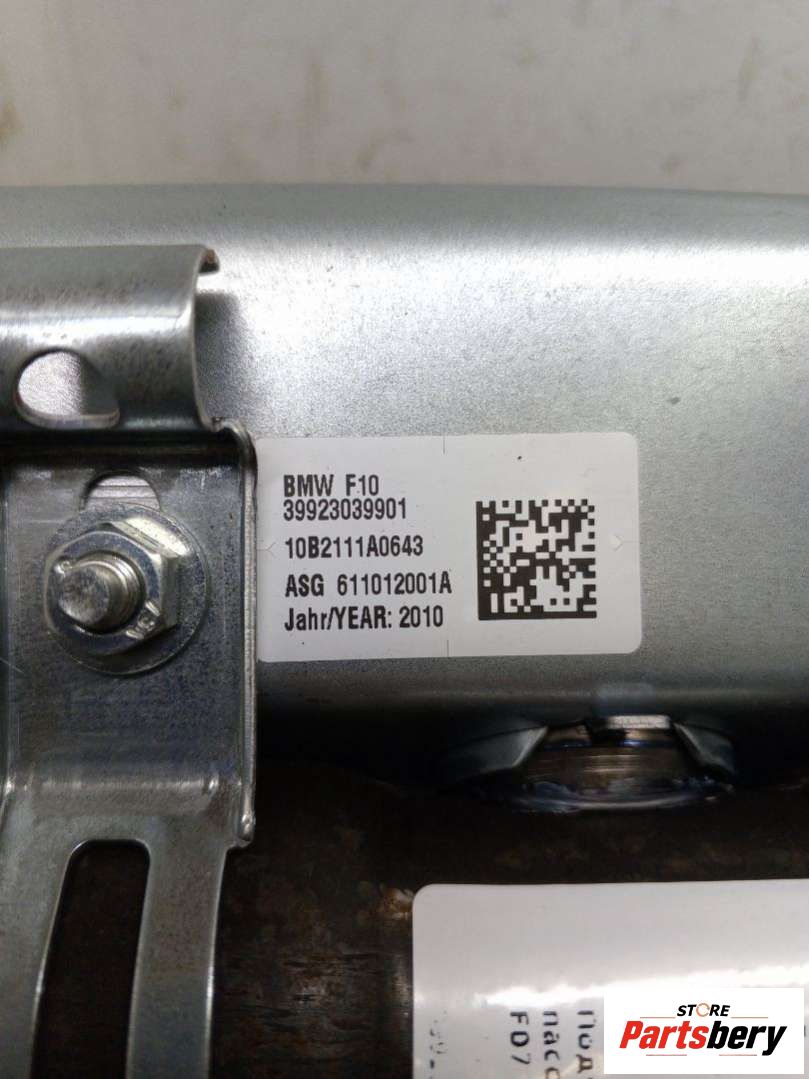 BMW F10
39923039901
10B2111A0643
ASG 611012001A
Jahr/YEAR: 2010
STORE
Partsbery